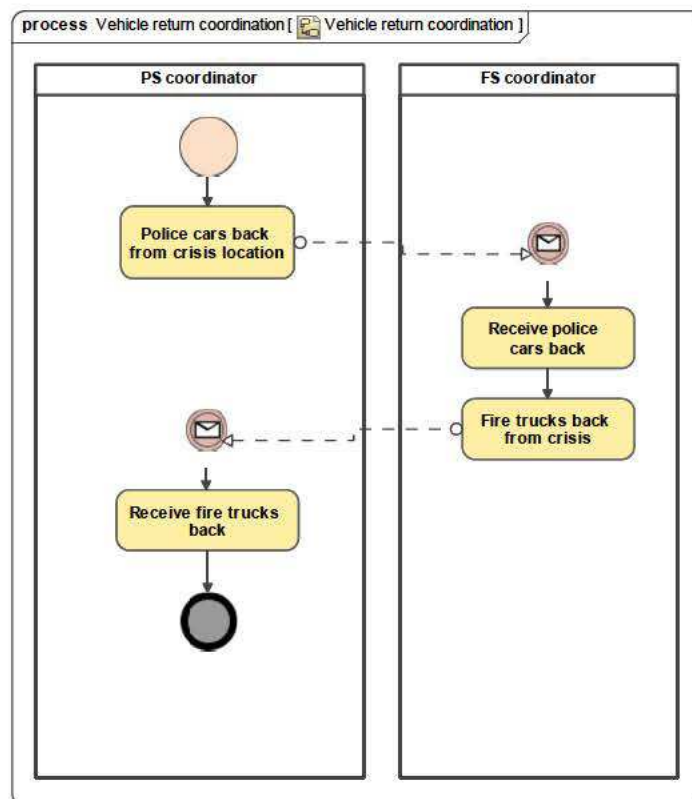 process Vehicle return coordination [ Vehicle return coordination ]
PS coordinator
FS coordinator
Police cars back
from crisis location
Receive police
cars back
Fire trucks back
from crisis
Receive fire trucks
back